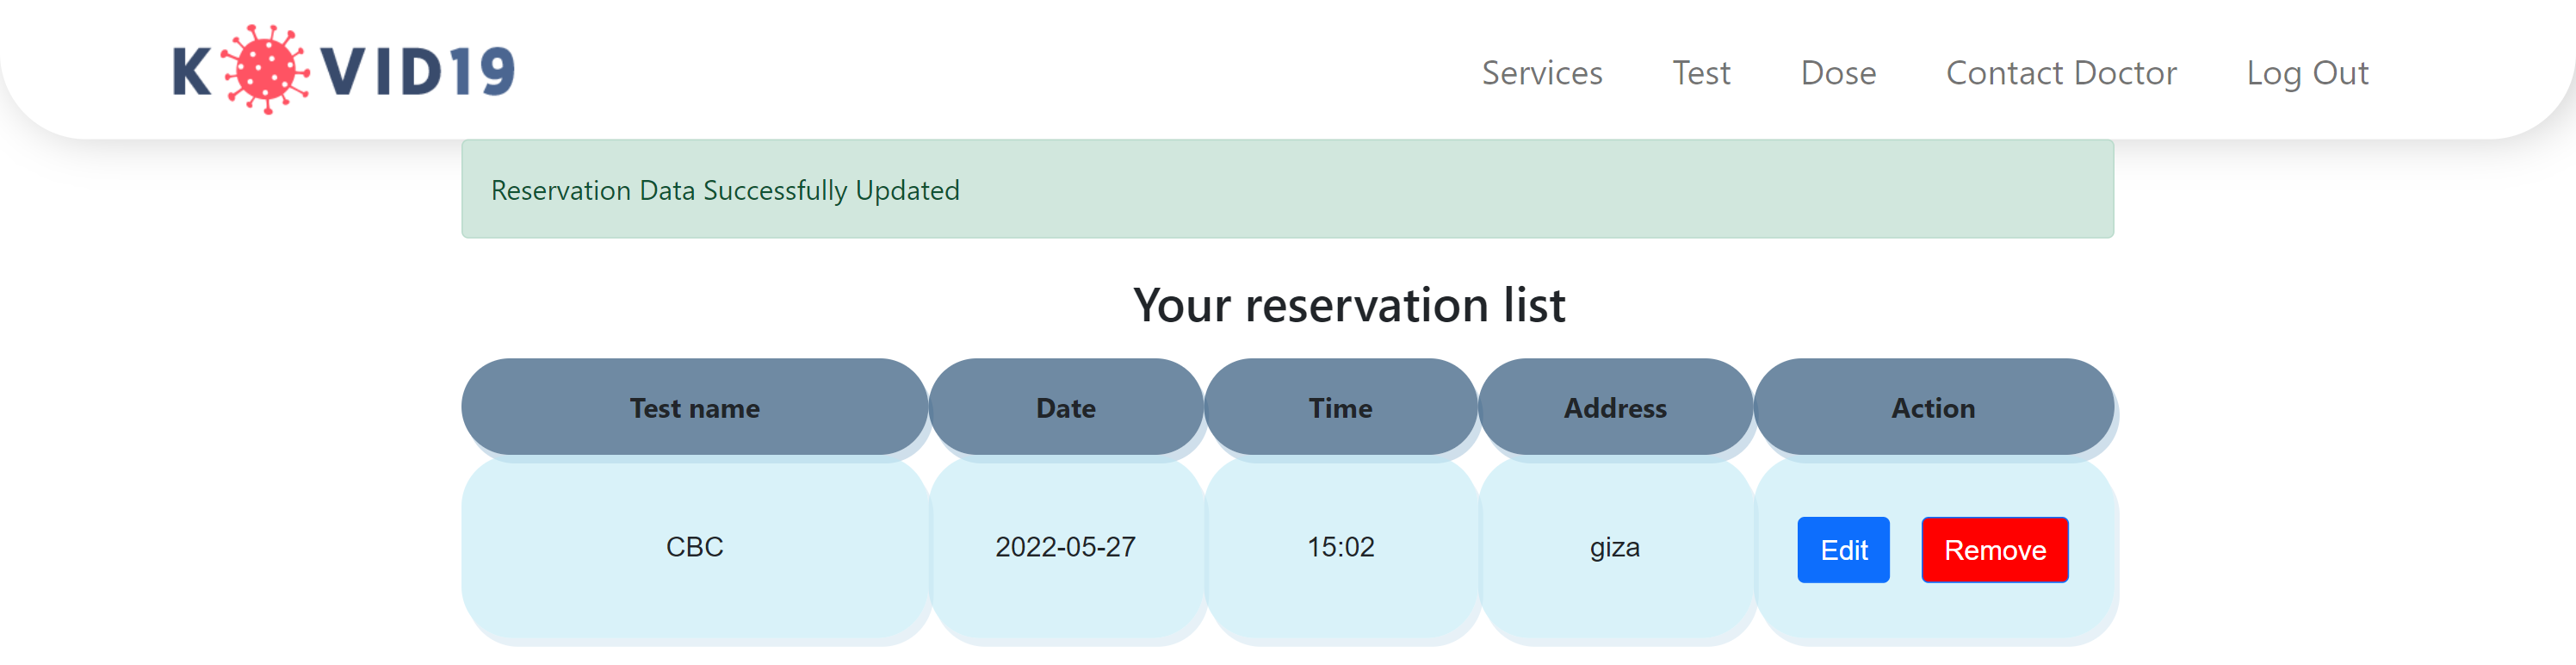 K VID19
Services Test Dose Contact Doctor Log Out
Reservation Data Successfully Updated
Your reservation list
Test name Date Time Address Action
CBC 2022-05-27 15:02 giza Edit Remove